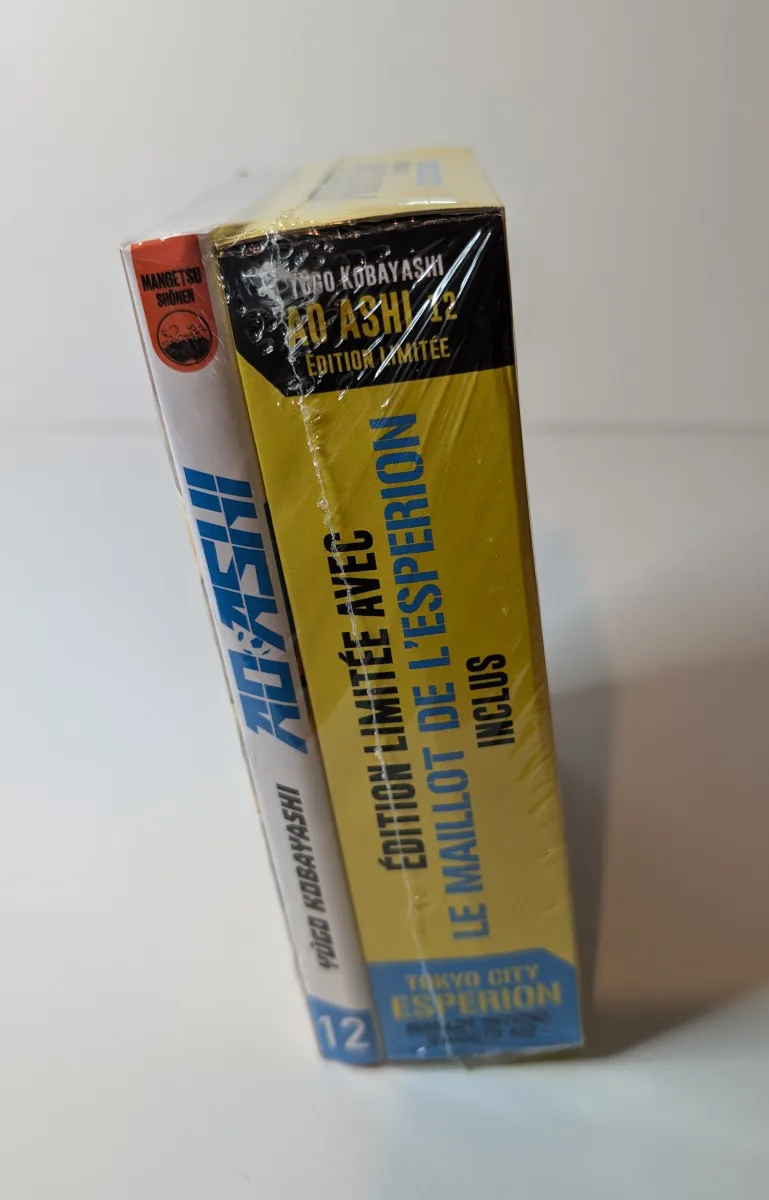 MANGETSU
SHŌNEN
AO ASHI
YÛGO KOBAYASHI
12
YŪGO KOBAYASHI
AO ASHI 12
ÉDITION LIMITÉE
ÉDITION LIMITÉE AVEC
LE MAILLOT DE L'ESPERION
INCLUS
TOKYO CITY
ESPERION